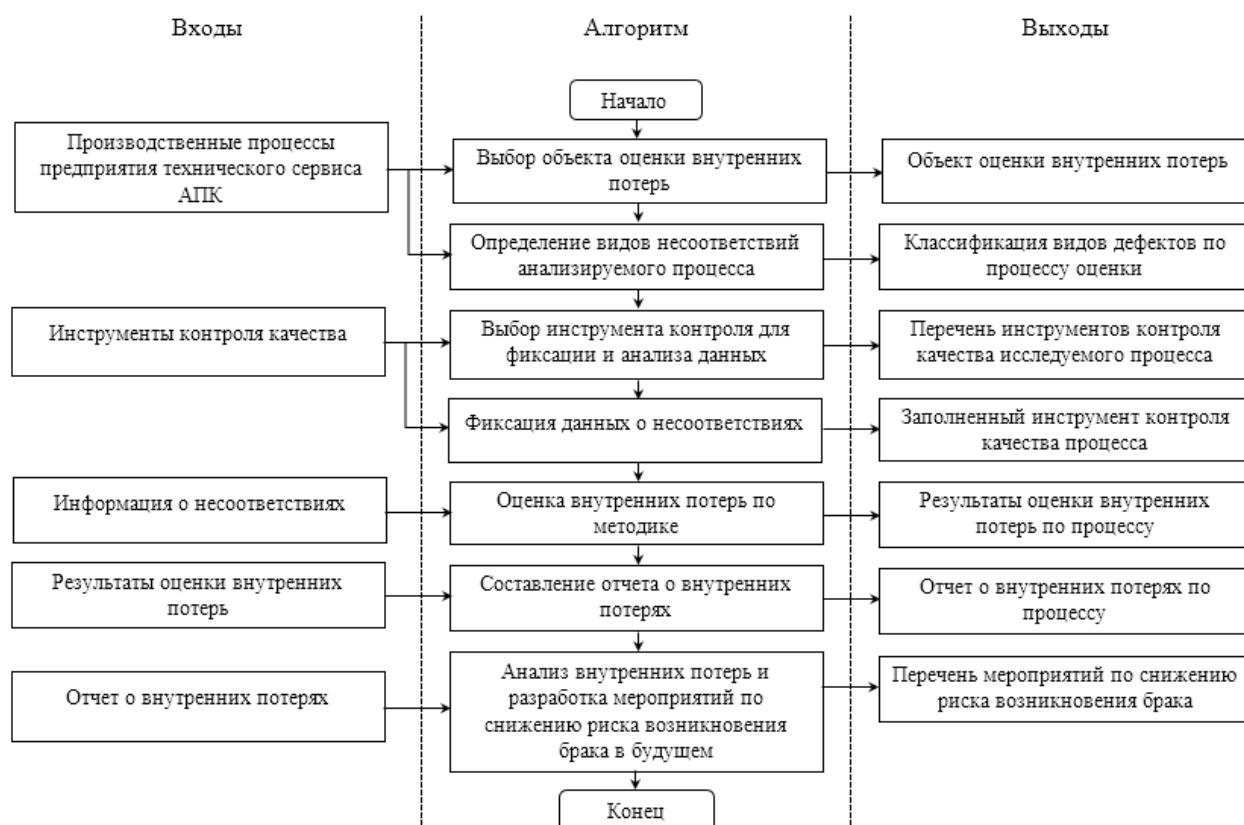 Входы
Алгоритм
Выходы
Начало
Производственные процессы
предприятия технического сервиса
АПК
Выбор объекта оценки внутренних
потерь
Объект оценки внутренних потерь
Определение видов несоответствий
анализируемого процесса
Классификация видов дефектов по
процессу оценки
Инструменты контроля качества
Выбор инструмента контроля для
фиксации и анализа данных
Перечень инструментов контроля
качества исследуемого процесса
Фиксация данных о несоответствиях
Заполненный инструмент контроля
качества процесса
Информация о несоответствиях
Оценка внутренних потерь по
методике
Результаты оценки внутренних
потерь по процессу
Результаты оценки внутренних
потерь
Составление отчета о внутренних
потерях
Отчет о внутренних потерях по
процессу
Отчет о внутренних потерях
Анализ внутренних потерь и
разработка мероприятий по
снижению риска возникновения
брака в будущем
Перечень мероприятий по снижению
риска возникновения брака
Конец